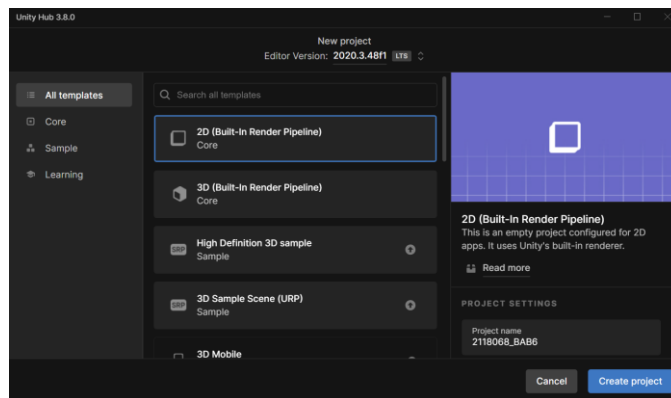 Unity Hub 3.8.0
New project
Editor Version: 2020.3.48f1 LTS
All templates
Core
Sample
Learning
Search all templates
2D (Built-In Render Pipeline)
Core
3D (Built-In Render Pipeline)
Core
SRP
High Definition 3D sample
Sample
SRP
3D Sample Scene (URP)
Sample
3D Mobile
2D (Built-In Render Pipeline)
This is an empty project configured for 2D
apps. It uses Unity's built-in renderer.
Read more
PROJECT SETTINGS
Project name
2118068_BAB6
Cancel
Create project